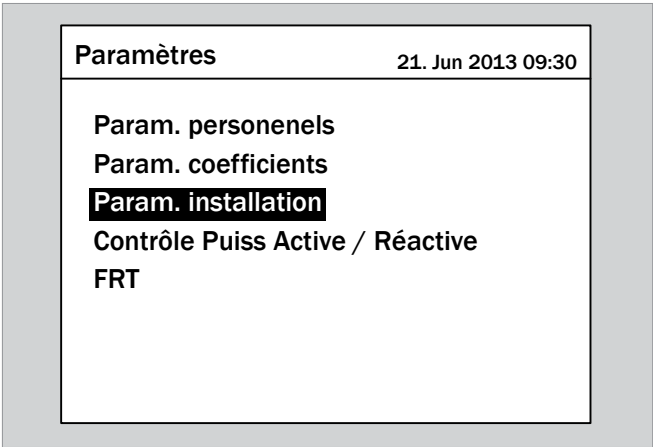 Paramètres
21. Jun 2013 09:30
Param. personenels
Param. coefficients
Param. installation
Contrôle Puiss Active / Réactive
FRT